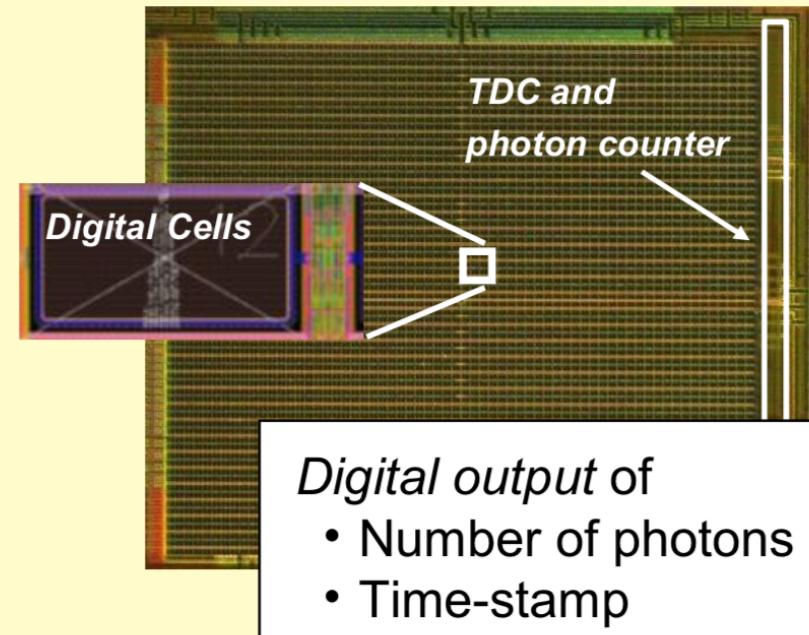 TDC and
photon counter
Digital Cells
Digital output of
• Number of photons
• Time-stamp